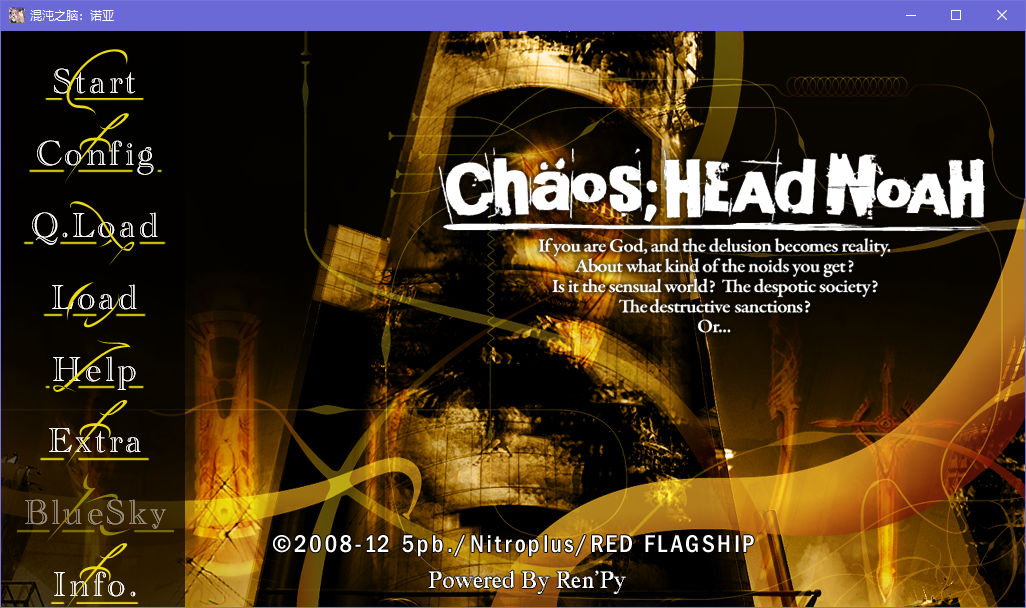 混沌之脑：诺亚
Start
Config
Q.Load
Load
Help
Extra
BlueSky
Info.
Chäos;HEAD NOAH
If you are God, and the delusion becomes reality.
About what kind of the noids you get?
Is it the sensual world? The despotic society?
The destructive sanctions?
Or...
©2008-12 5pb./Nitroplus/RED FLAGSHIP
Powered By Ren'Py